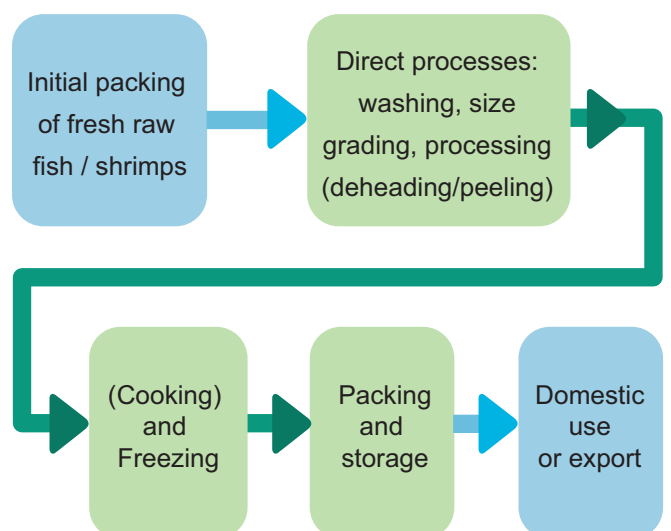 Initial packing
of fresh raw
fish / shrimps
Direct processes:
washing, size
grading, processing
(deheading/peeling)
(Cooking)
and
Freezing
Packing
and
storage
Domestic
use
or export